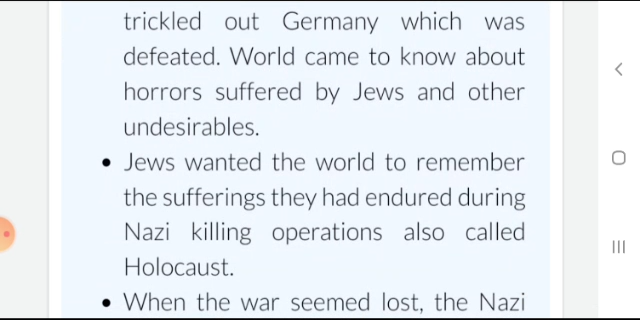 trickled out Germany which was
defeated. World came to know about
horrors suffered by Jews and other
undesirables.
• Jews wanted the world to remember
the sufferings they had endured during
Nazi killing operations also called
Holocaust.
• When the war seemed lost, the Nazi